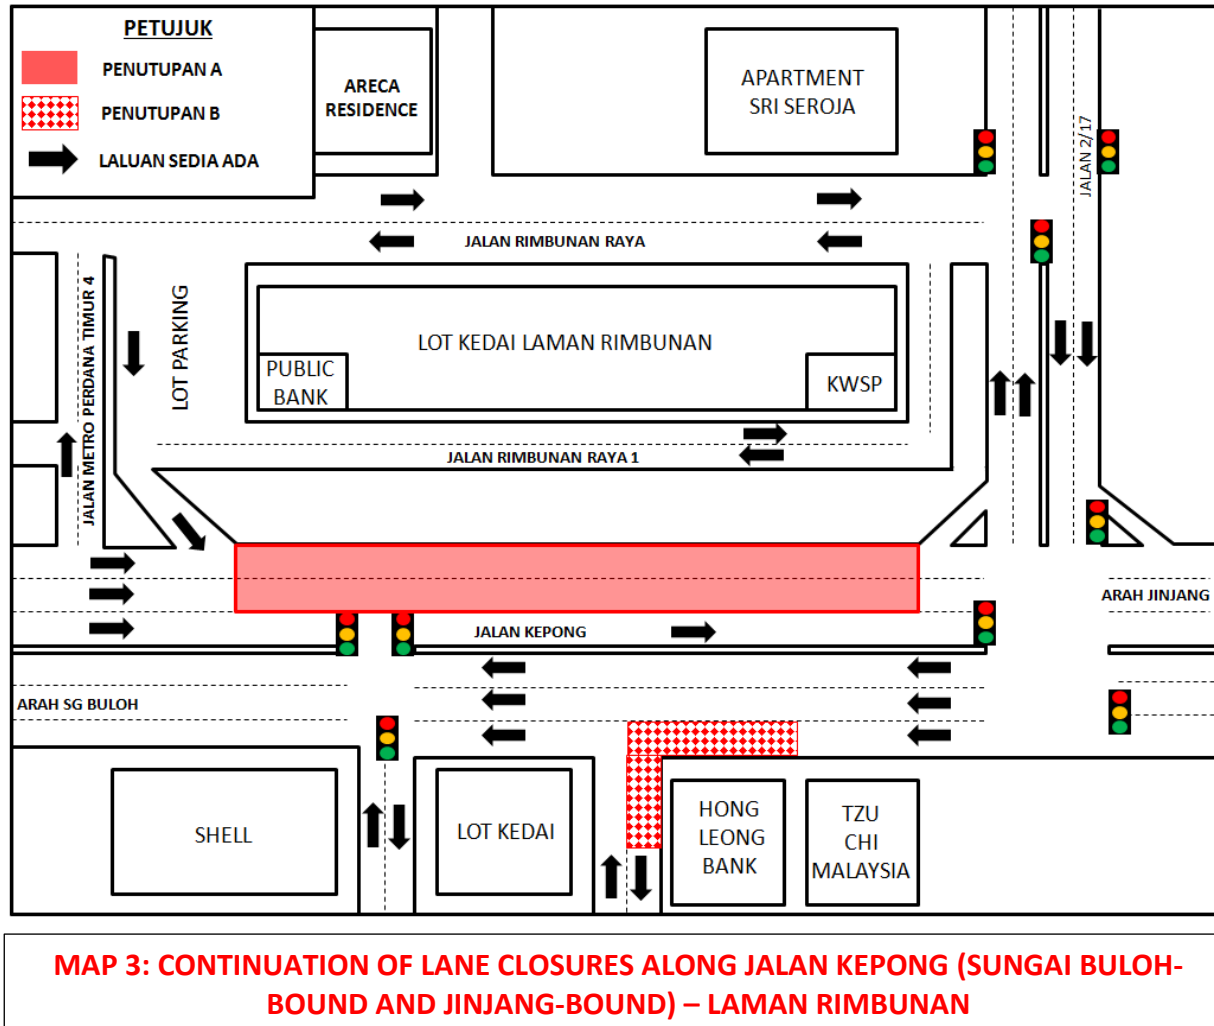 PETUJUK
PENUTUPAN A
PENUTUPAN B
LALUAN SEDIA ADA
ARECA
RESIDENCE
APARTMENT
SRI SEROJA
JALAN 2/17
JALAN RIMBUNAN RAYA
JALAN METRO PERDANA TIMUR 4
LOT PARKING
LOT KEDAI LAMAN RIMBUNAN
PUBLIC
BANK
KWSP
JALAN RIMBUNAN RAYA 1
ARAH JINJANG
JALAN KEPONG
ARAH SG BULOH
SHELL
LOT KEDAI
HONG
LEONG
BANK
TZU
CHI
MALAYSIA
MAP 3: CONTINUATION OF LANE CLOSURES ALONG JALAN KEPONG (SUNGAI BULOH-
BOUND AND JINJANG-BOUND) – LAMAN RIMBUNAN